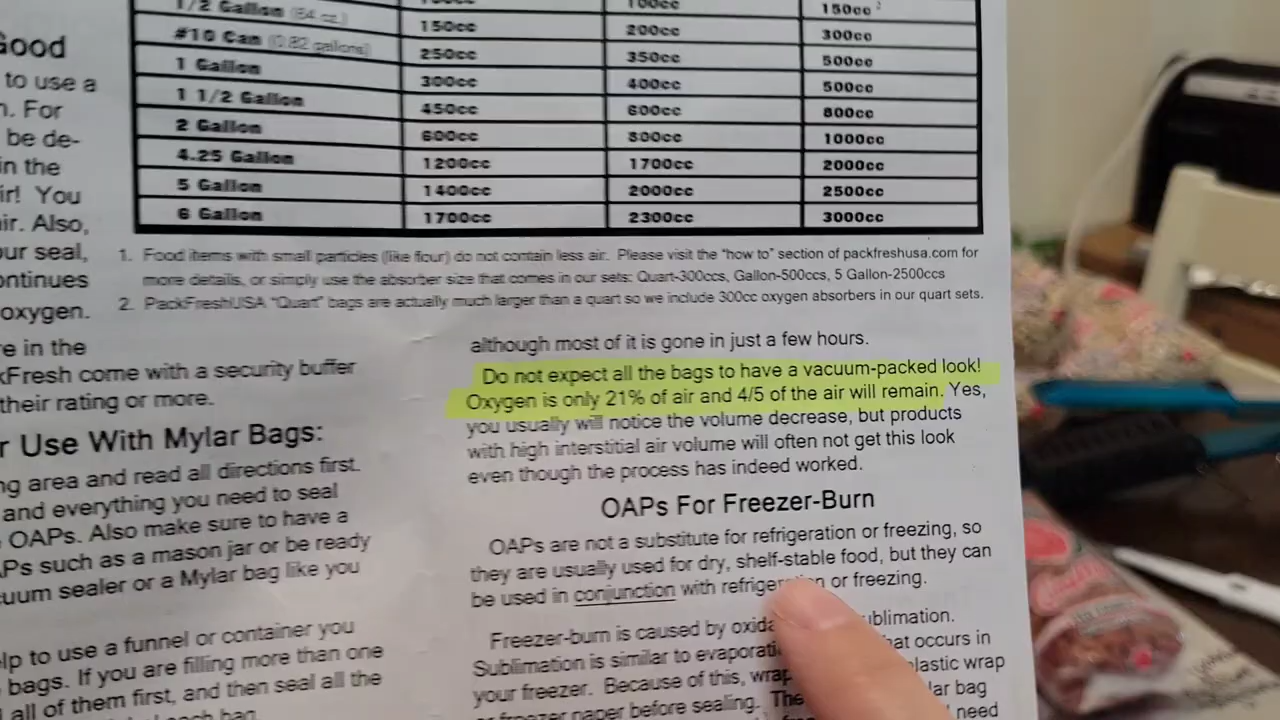 1/2 Gallon (64 oz.) 150cc 200cc 300cc
#10 Can (0.82 gallons) 250cc 350cc 500cc
1 Gallon 300cc 400cc 500cc
1 1/2 Gallon 450cc 600cc 800cc
2 Gallon 600cc 800cc 1000cc
4.25 Gallon 1200cc 1700cc 2000cc
5 Gallon 1400cc 2000cc 2500cc
6 Gallon 1700cc 2300cc 3000cc
1. Food items with small particles (like flour) do not contain less air. Please visit the "how to" section of packfreshusa.com for
more details, or simply use the absorber size that comes in our sets: Quart-300ccs, Gallon-500ccs, 5 Gallon-2500ccs
2. PackFreshUSA "Quart" bags are actually much larger than a quart so we include 300cc oxygen absorbers in our quart sets.
Good
to use a
For
be de-
in the
You
Also,
seal,
oxygen.
in the
come with a security buffer
their rating or more.
Use With Mylar Bags:
area and read all directions first.
and everything you need to seal
OAPs. Also make sure to have a
such as a mason jar or be ready
sealer or a Mylar bag like you
to use a funnel or container you
bags. If you are filling more than one
all of them first, and then seal all the
bag
although most of it is gone in just a few hours.
Do not expect all the bags to have a vacuum-packed look!
Oxygen is only 21% of air and 4/5 of the air will remain. Yes,
you usually will notice the volume decrease, but products
with high interstitial air volume will often not get this look
even though the process has indeed worked.
OAPs For Freezer-Burn
OAPs are not a substitute for refrigeration or freezing, so
they are usually used for dry, shelf-stable food, but they can
be used in conjunction with or freezing.
Freezer-burn is caused by
Sublimation is similar to occurs in
your freezer. Because of this, wrap
or freezer paper before sealing. bag
need